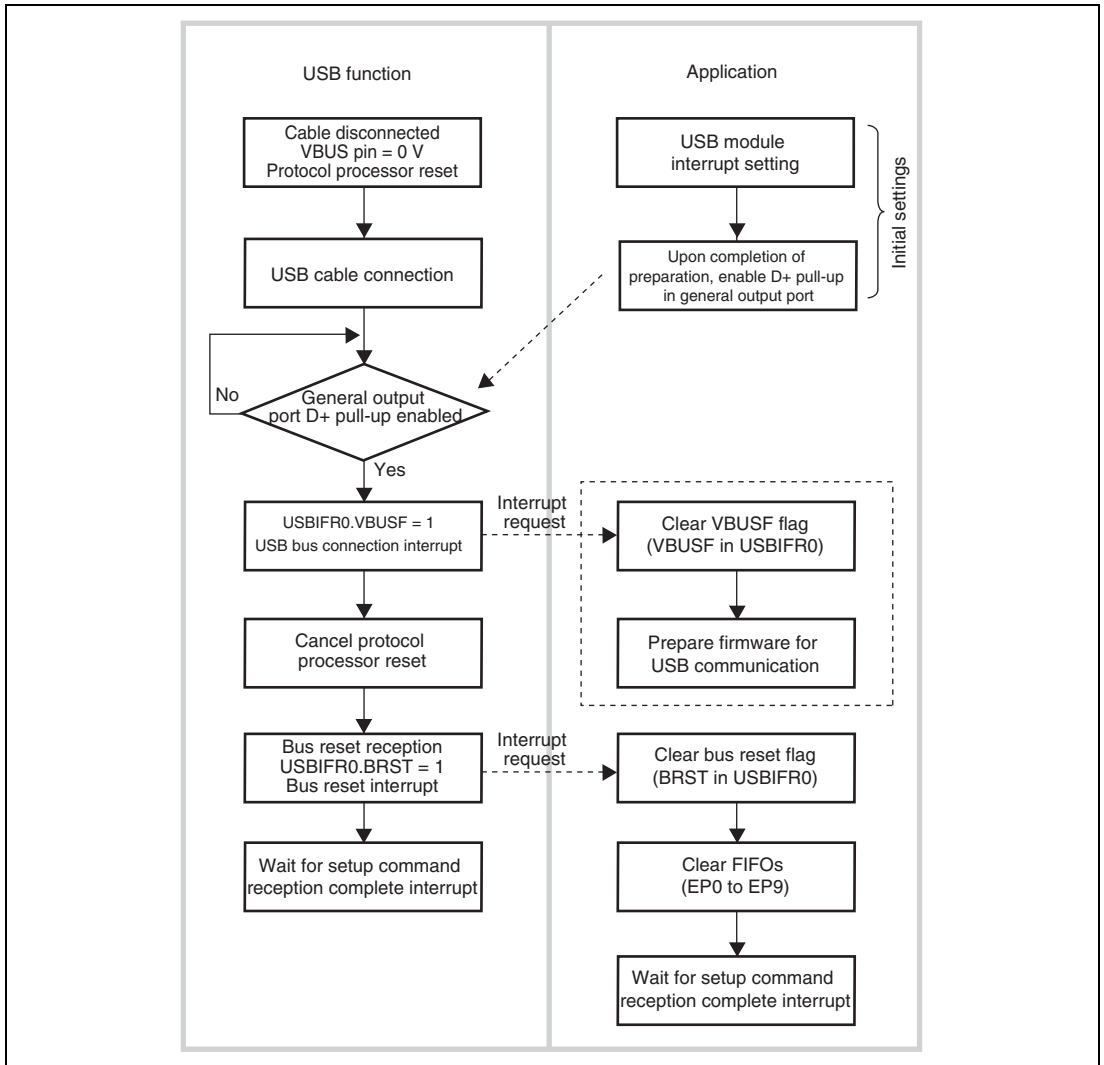 USB function
Cable disconnected
VBUS pin = 0 V
Protocol processor reset
USB cable connection
No
General output
port D+ pull-up enabled
Yes
USBIFR0.VBUSF = 1
USB bus connection interrupt
Interrupt
request
Cancel protocol
processor reset
Bus reset reception
USBIFR0.BRST = 1
Bus reset interrupt
Interrupt
request
Wait for setup command
reception complete interrupt
Application
USB module
interrupt setting
Upon completion of
preparation, enable D+ pull-up
in general output port
Initial settings
Clear VBUSF flag
(VBUSF in USBIFR0)
Prepare firmware for
USB communication
Clear bus reset flag
(BRST in USBIFR0)
Clear FIFOs
(EP0 to EP9)
Wait for setup command
reception complete interrupt